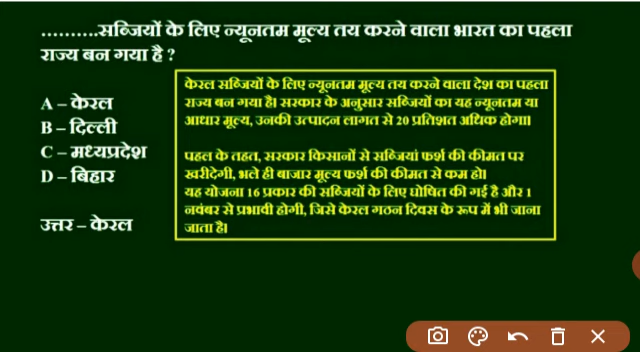 ..........सब्जियों के लिए न्यूनतम मूल्य तय करने वाला भारत का पहला
राज्य बन गया है ?
A – केरल
B – दिल्ली
C – मध्यप्रदेश
D – बिहार
उत्तर – केरल
केरल सब्जियों के लिए न्यूनतम मूल्य तय करने वाला देश का पहला
राज्य बन गया है। सरकार के अनुसार सब्जियों का यह न्यूनतम या
आधार मूल्य, उनकी उत्पादन लागत से 20 प्रतिशत अधिक होगा।
पहल के तहत, सरकार किसानों से सब्जियां फर्श की कीमत पर
खरीदेगी, भले ही बाजार मूल्य फर्श की कीमत से कम हो।
यह योजना 16 प्रकार की सब्जियों के लिए घोषित की गई है और 1
नवंबर से प्रभावी होगी, जिसे केरल गठन दिवस के रूप में भी जाना
जाता है।